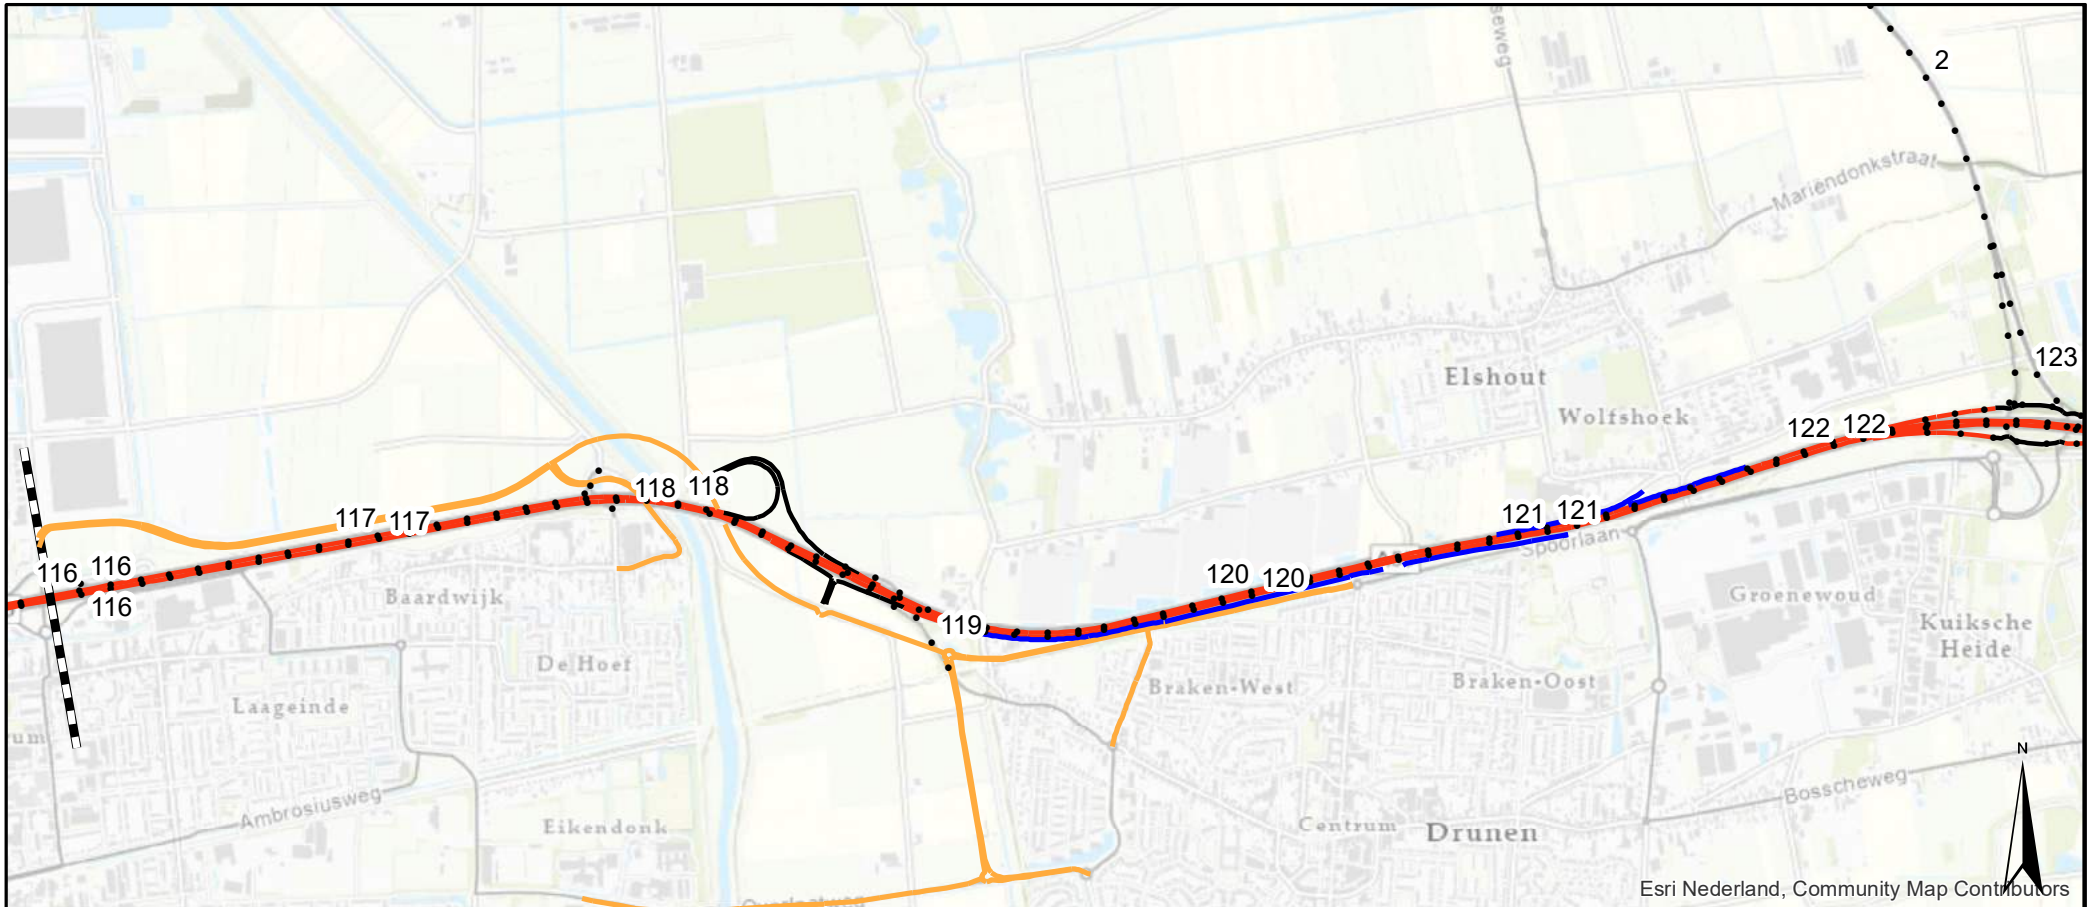 2
Mariëndonkstraat
123
Elshout
Wolfshoek
122 122
118 118
117 117
121 121
Spoorlaan
116 116
116
120 120
Baardwijk
Groenewoud
119
Kuiksche
Heide
De Hoef
Braken-West
Braken-Oost
Laageinde
N
Ambrosiusweg
Bosscheweg
Eikendonk
Centrum
Drunen
Esri Nederland, Community Map Contributors